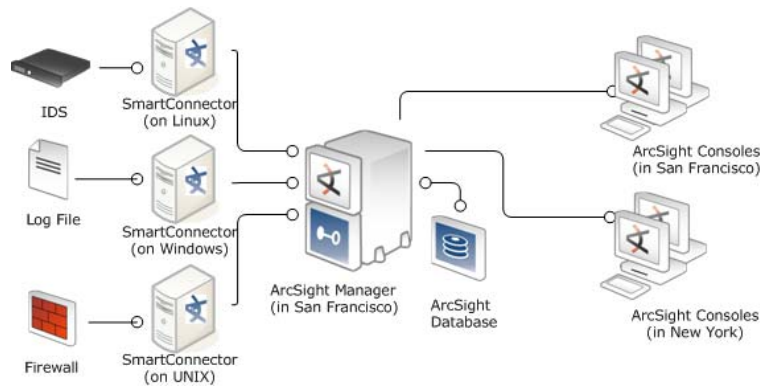 IDS
SmartConnector
(on Linux)
Log File
SmartConnector
(on Windows)
Firewall
SmartConnector
(on UNIX)
ArcSight Manager
(in San Francisco)
ArcSight
Database
ArcSight Consoles
(in San Francisco)
ArcSight Consoles
(in New York)